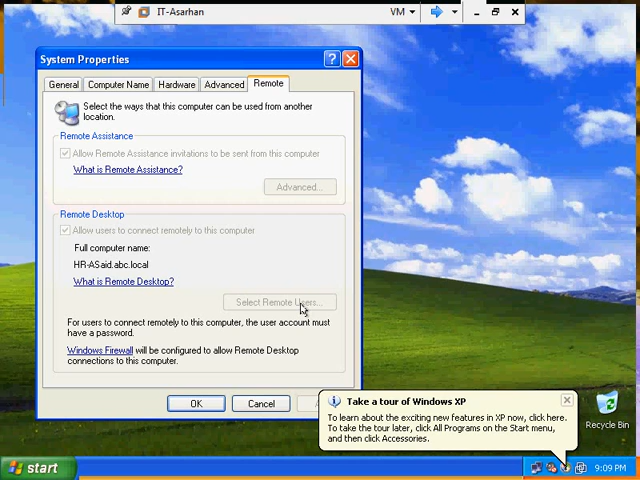 IT-Asarhan
VM
System Properties
General
Computer Name
Hardware
Advanced
Remote
Select the ways that this computer can be used from another
location.
Remote Assistance
Allow Remote Assistance invitations to be sent from this computer
What is Remote Assistance?
Advanced...
Remote Desktop
Allow users to connect remotely to this computer
Full computer name:
HR-ASaid.abc.local
What is Remote Desktop?
Select Remote Users...
For users to connect remotely to this computer, the user account must
have a password.
Windows Firewall will be configured to allow Remote Desktop
connections to this computer.
OK
Cancel
Take a tour of Windows XP
To learn about the exciting new features in XP now, click here.
To take the tour later, click All Programs on the Start menu,
and then click Accessories.
Recycle Bin
start
9:09 PM